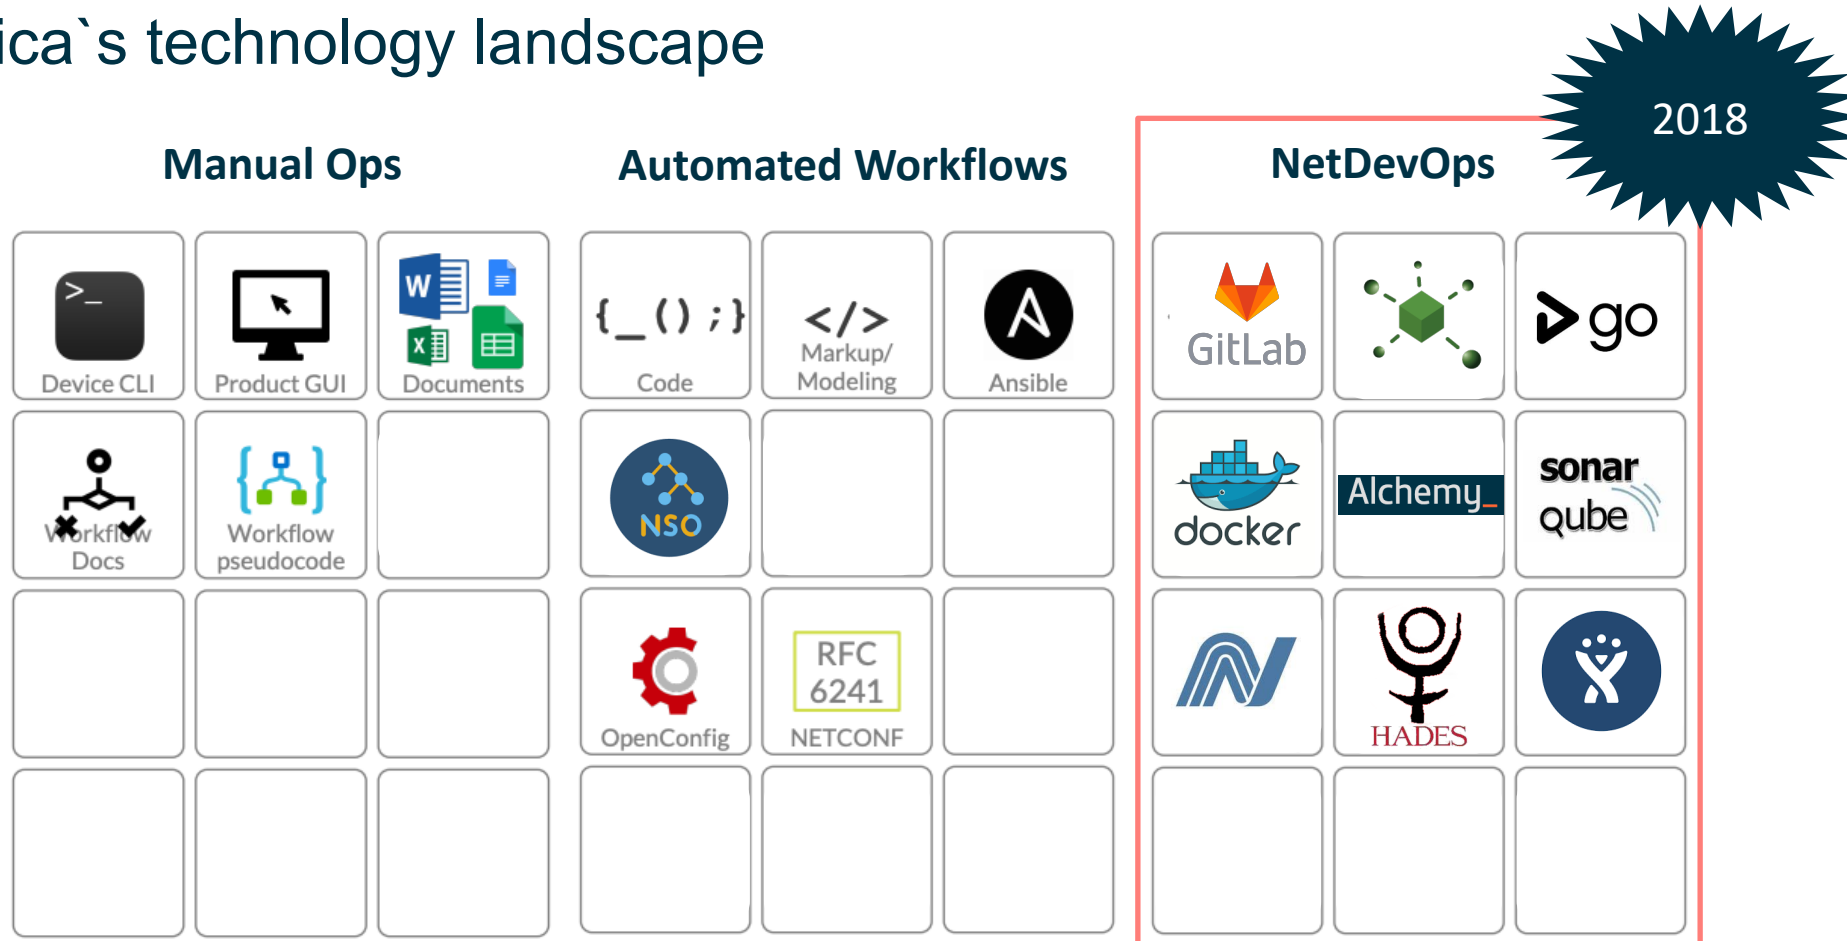 ica`s technology landscape
2018
Manual Ops
Automated Workflows
NetDevOps
>_
Device CLI
Product GUI
W
X
Documents
{_();}
Code
</>
Markup/
Modeling
A
Ansible
GitLab
go
Workflow
Docs
{ }
Workflow
pseudocode
NSO
docker
Alchemy_
sonar
qube
OpenConfig
RFC
6241
NETCONF
HADES